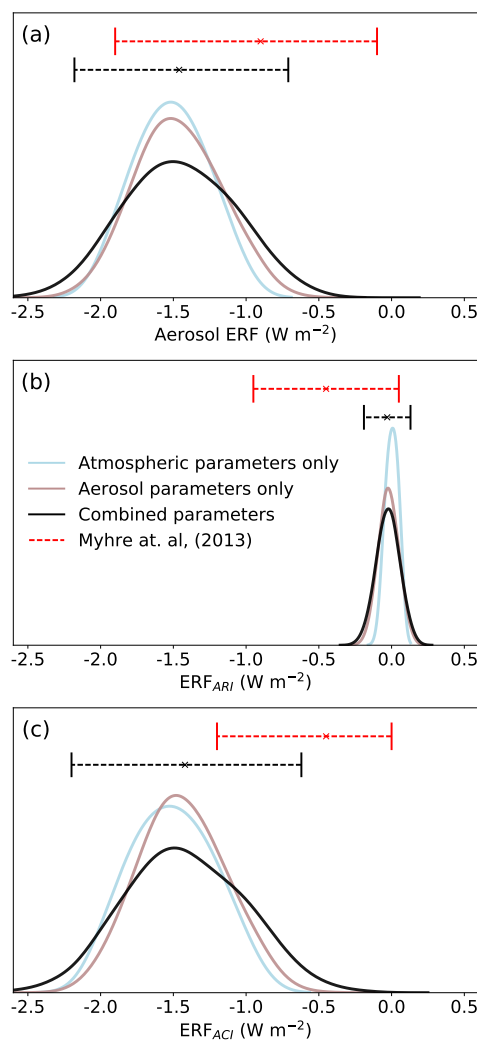 (a)
-2.5 -2.0 -1.5 -1.0 -0.5 0.0 0.5
Aerosol ERF (W m−2)
(b)
Atmospheric parameters only
Aerosol parameters only
Combined parameters
Myhre at. al, (2013)
-2.5 -2.0 -1.5 -1.0 -0.5 0.0 0.5
ERFARI (W m−2)
(c)
-2.5 -2.0 -1.5 -1.0 -0.5 0.0 0.5
ERFACI (W m−2)